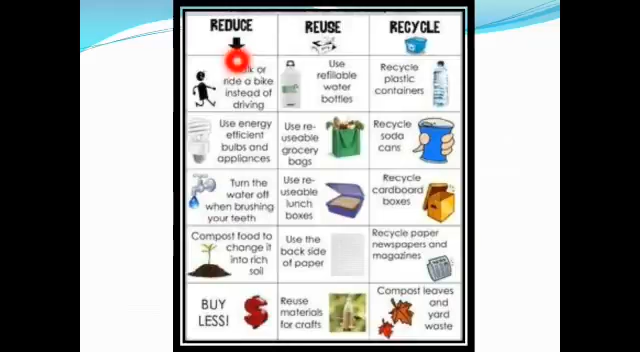 REDUCE
REUSE
RECYCLE
or
ride a bike
instead of
driving
Use
refillable
water
bottles
Recycle
plastic
containers
Use energy
efficient
bulbs and
appliances
Use re-
useable
grocery
bags
Recycle
soda
cans
Turn the
water off
when brushing
your teeth
Use re-
useable
lunch
boxes
Recycle
cardboard
boxes
Compost food to
change it
into rich
soil
Use the
back side
of paper
Recycle paper
newspapers and
magazines
BUY
LESS!
Reuse
materials
for crafts
Compost leaves
and
yard
waste